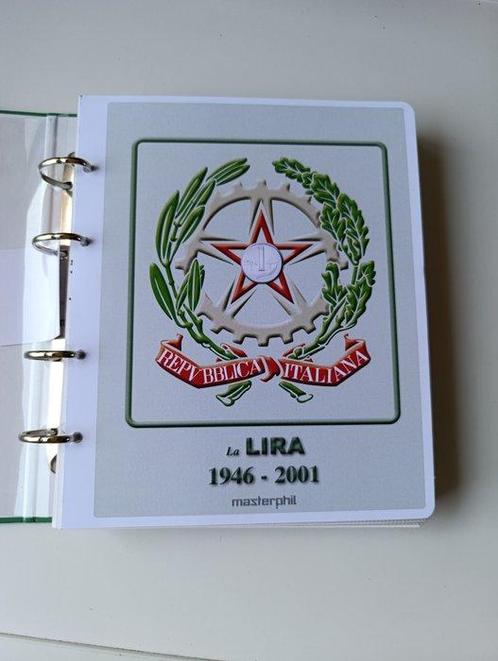 REPVBBLICA ITALIANA
La LIRA
1946 - 2001
masterphil